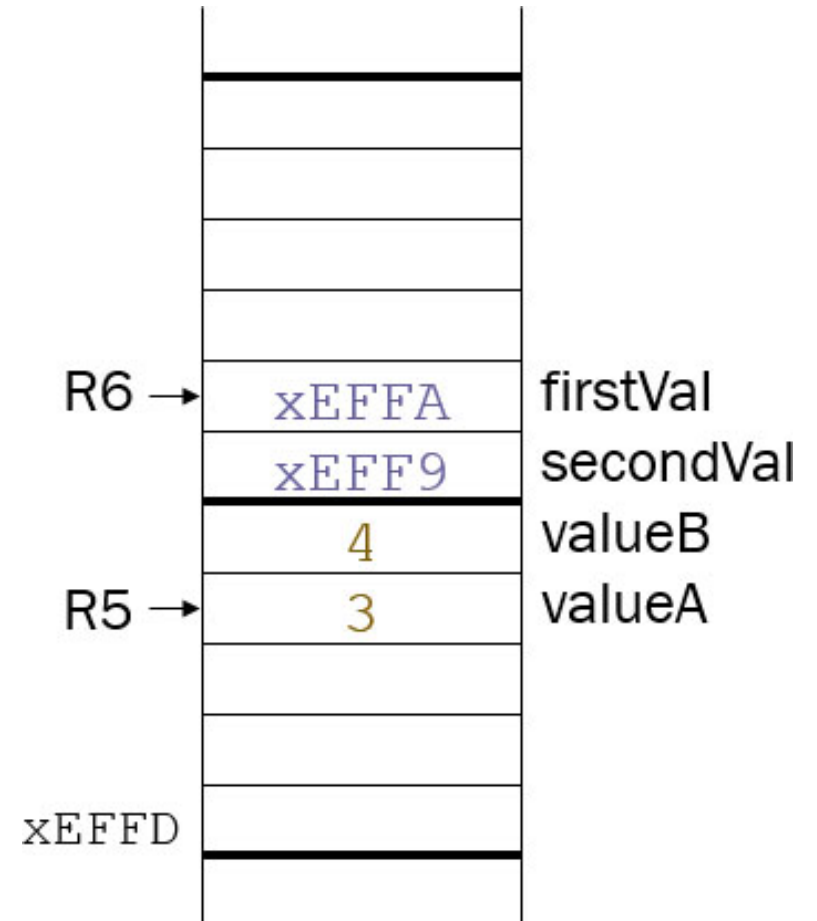 R6 xEFFA firstVal
xEFF9 secondVal
4 valueB
R5 3 valueA
xEFFD